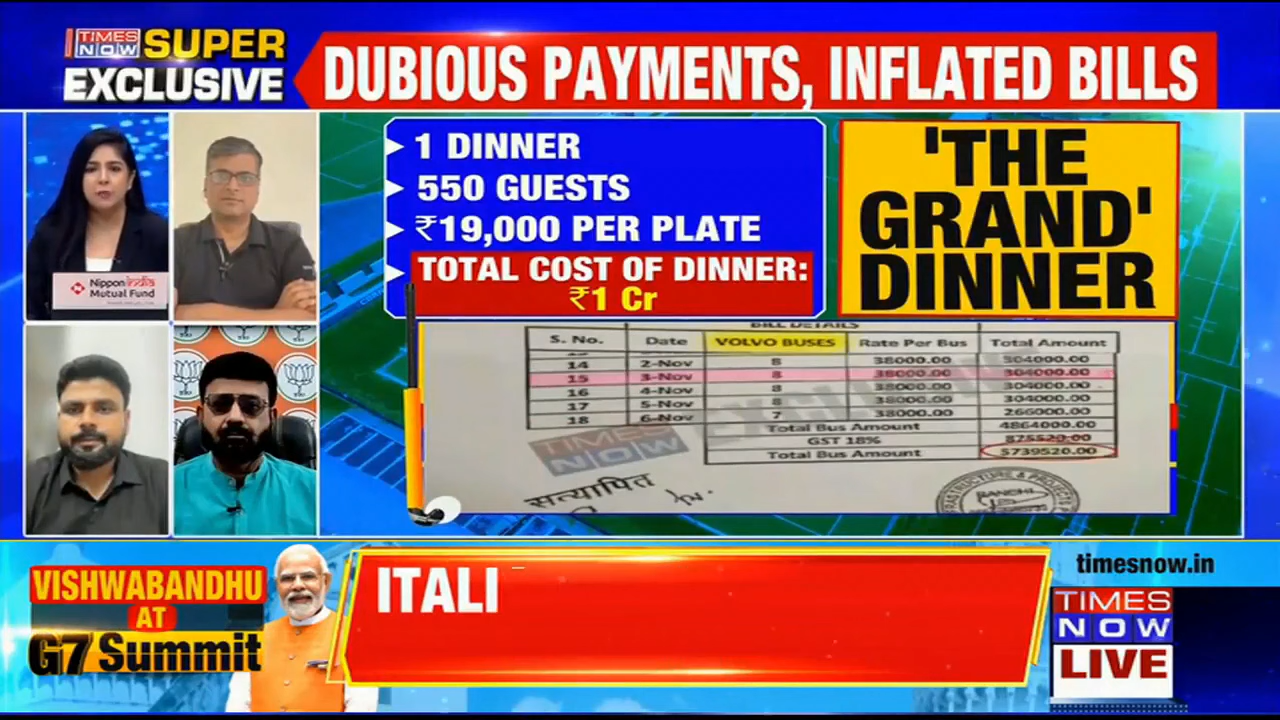 TIMES NOW SUPER
EXCLUSIVE
DUBIOUS PAYMENTS, INFLATED BILLS
1 DINNER
550 GUESTS
₹19,000 PER PLATE
TOTAL COST OF DINNER:
₹1 Cr
'THE
GRAND'
DINNER
Nippon india
Mutual Fund
BILL DETAILS
S. No. Date VOLVO BUSES Rate Per Bus Total Amount
14 2-Nov 8 38000.00 304000.00
15 3-Nov 8 38000.00 304000.00
16 4-Nov 8 38000.00 304000.00
17 5-Nov 8 38000.00 304000.00
18 6-Nov 7 38000.00 266000.00
Total Bus Amount 4864000.00
GST 18% 875520.00
Total Bus Amount 5739520.00
TIMES
NOW
EXCLUSIVE
सत्यापित
RANCHI
VISHWABANDHU
AT
G7 Summit
ITALI
timesnow.in
TIMES
NOW
LIVE